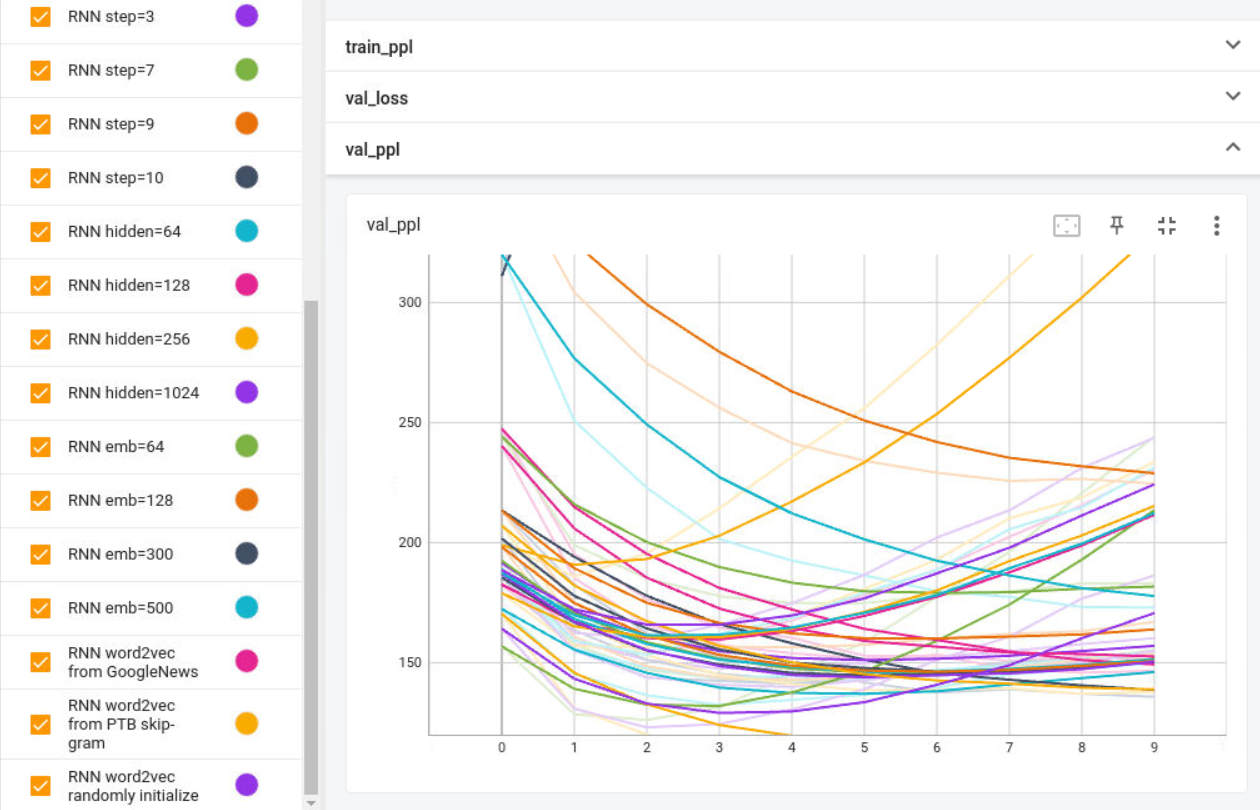 RNN step=3
RNN step=7
RNN step=9
RNN step=10
RNN hidden=64
RNN hidden=128
RNN hidden=256
RNN hidden=1024
RNN emb=64
RNN emb=128
RNN emb=300
RNN emb=500
RNN word2vec
from GoogleNews
RNN word2vec
from PTB skip-
gram
RNN word2vec
randomly initialize
train_ppl
val_loss
val_ppl
val_ppl
300
250
200
150
0 1 2 3 4 5 6 7 8 9